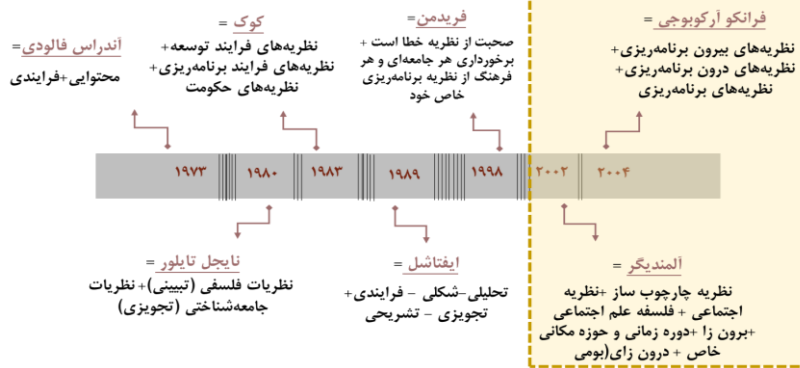 فرانکو آرکوبوجی =
نظریه‌های بیرون برنامه‌ریزی+
نظریه‌های درون برنامه‌ریزی+
نظریه‌های برنامه‌ریزی
فریدمن =
صحبت از نظریه خطا است +
برخورداری هر جامعه‌ای و هر
فرهنگ از نظریه برنامه‌ریزی
خاص خود
کوک =
نظریه‌های فرایند توسعه+
نظریه‌های فرایند برنامه‌ریزی+
نظریه‌های حکومت
آندراس فالودی=
محتوایی+فرایندی
۱۹۷۳ ۱۹۸۰ ۱۹۸۳ ۱۹۸۹ ۱۹۹۸ ۲۰۰۲ ۲۰۰۴
آلمندیگر =
نظریه چارچوب ساز +نظریه
اجتماعی + فلسفه علم اجتماعی
+برون زا +دوره زمانی و حوزه مکانی
خاص + درون زای(بومی
ایفتاشل=
تحلیلی-شکلی - فرایندی+
تجویزی - تشریحی
نایجل تایلور =
نظریات فلسفی (تبیینی)+ نظریات
جامعه‌شناختی (تجویزی)